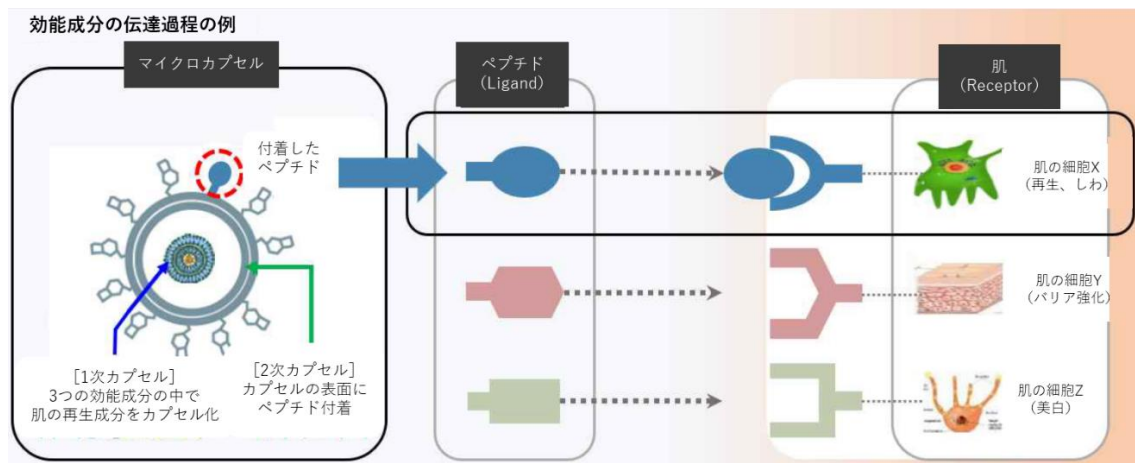 効能成分の伝達過程の例
マイクロカプセル
付着した
ペプチド
[1次カプセル]
3つの効能成分の中で
肌の再生成分をカプセル化
[2次カプセル]
カプセルの表面に
ペプチド付着
ペプチド
(Ligand)
肌
(Receptor)
肌の細胞X
(再生、しわ)
肌の細胞Y
(バリア強化)
肌の細胞Z
(美白)